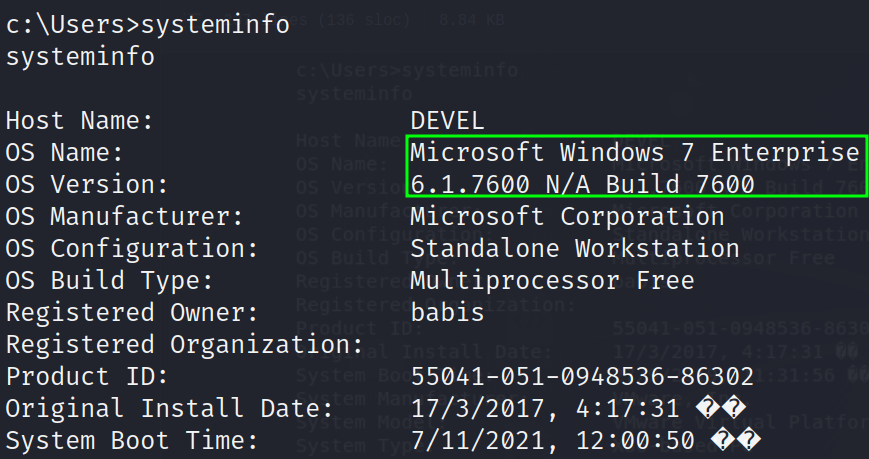 c:\Users>systeminfo
systeminfo
Host Name: DEVEL
OS Name: Microsoft Windows 7 Enterprise
OS Version: 6.1.7600 N/A Build 7600
OS Manufacturer: Microsoft Corporation
OS Configuration: Standalone Workstation
OS Build Type: Multiprocessor Free
Registered Owner: babis
Registered Organization:
Product ID: 55041-051-0948536-86302
Original Install Date: 17/3/2017, 4:17:31 ��
System Boot Time: 7/11/2021, 12:00:50 ��